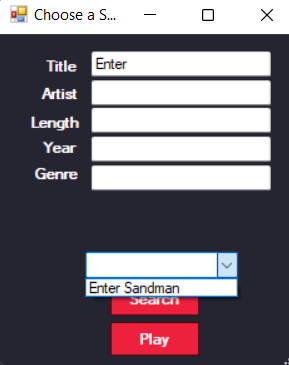 Choose a S...
Title
Enter
Artist
Length
Year
Genre
Enter Sandman
Search
Play